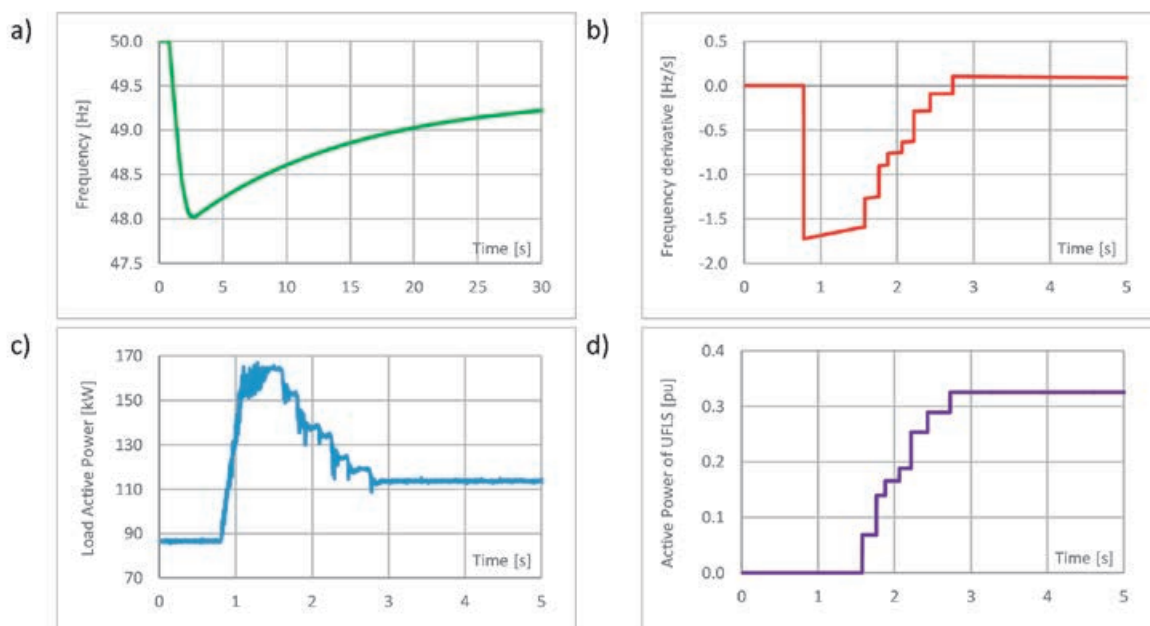 a)
50.0
49.5
49.0
48.5
48.0
47.5
Frequency [Hz]
Time [s]
0 5 10 15 20 25 30
b)
0.5
0.0
-0.5
-1.0
-1.5
-2.0
Frequency derivative [Hz/s]
Time [s]
0 1 2 3 4 5
c)
170
150
130
110
90
70
Load Active Power [kW]
Time [s]
0 1 2 3 4 5
d)
0.4
0.3
0.2
0.1
0.0
Active Power of UFLS [pu]
Time [s]
0 1 2 3 4 5